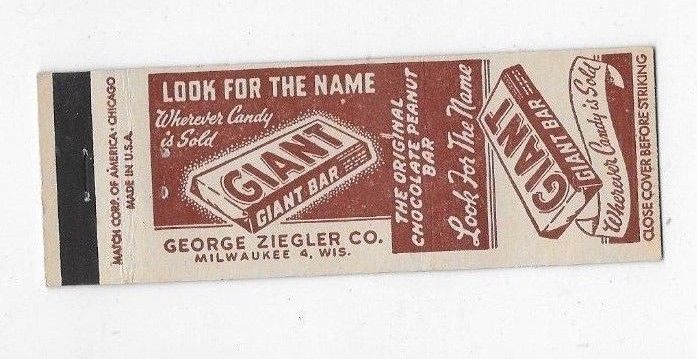 MATCH CORP. OF AMERICA • CHICAGO
MADE IN U.S.A.
LOOK FOR THE NAME
Wherever Candy
is Sold
GIANT
GIANT BAR
GEORGE ZIEGLER CO.
MILWAUKEE 4, WIS.
THE ORIGINAL
CHOCOLATE PEANUT
BAR
Look For The Name
GIANT
GIANT BAR
Wherever Candy is Sold
CLOSE COVER BEFORE STRIKING